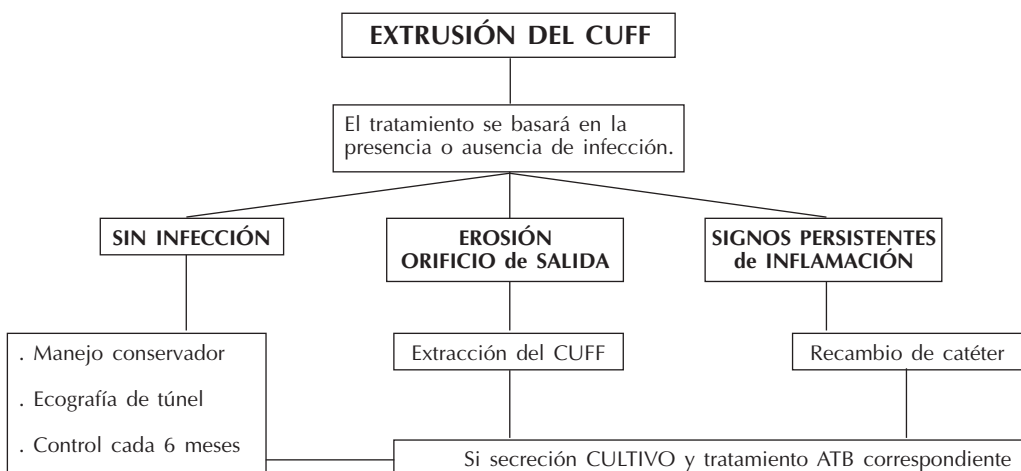 EXTRUSIÓN DEL CUFF
El tratamiento se basará en la
presencia o ausencia de infección.
SIN INFECCIÓN
EROSIÓN
ORIFICIO de SALIDA
SIGNOS PERSISTENTES
de INFLAMACIÓN
. Manejo conservador
. Ecografía de túnel
. Control cada 6 meses
Extracción del CUFF
Recambio de catéter
Si secreción CULTIVO y tratamiento ATB correspondiente